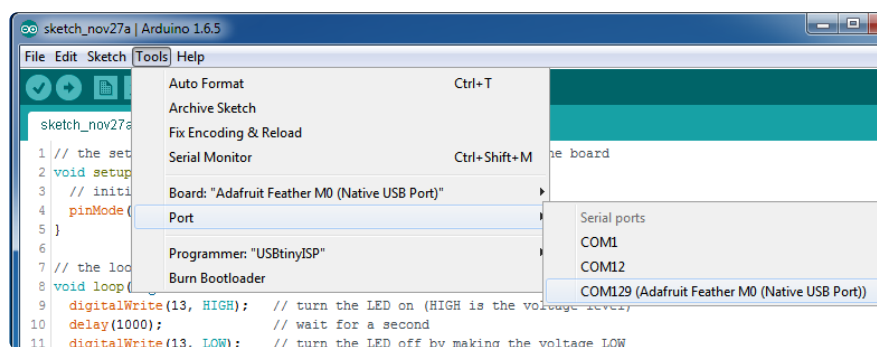 sketch_nov27a | Arduino 1.6.5
File Edit Sketch Tools Help
Auto Format Ctrl+T
Archive Sketch
sketch_nov27a Fix Encoding & Reload
1 // the set Serial Monitor Ctrl+Shift+M he board
2 void setup
3 // initi Board: "Adafruit Feather M0 (Native USB Port)"
4 pinMode( Port Serial ports
5 } COM1
6 Programmer: "USBtinyISP" COM12
7 // the loo Burn Bootloader COM129 (Adafruit Feather M0 (Native USB Port))
8 void loop(
9 digitalWrite(13, HIGH); // turn the LED on (HIGH is the voltage level)
10 delay(1000); // wait for a second
11 digitalWrite(13, LOW); // turn the LED off by making the voltage LOW